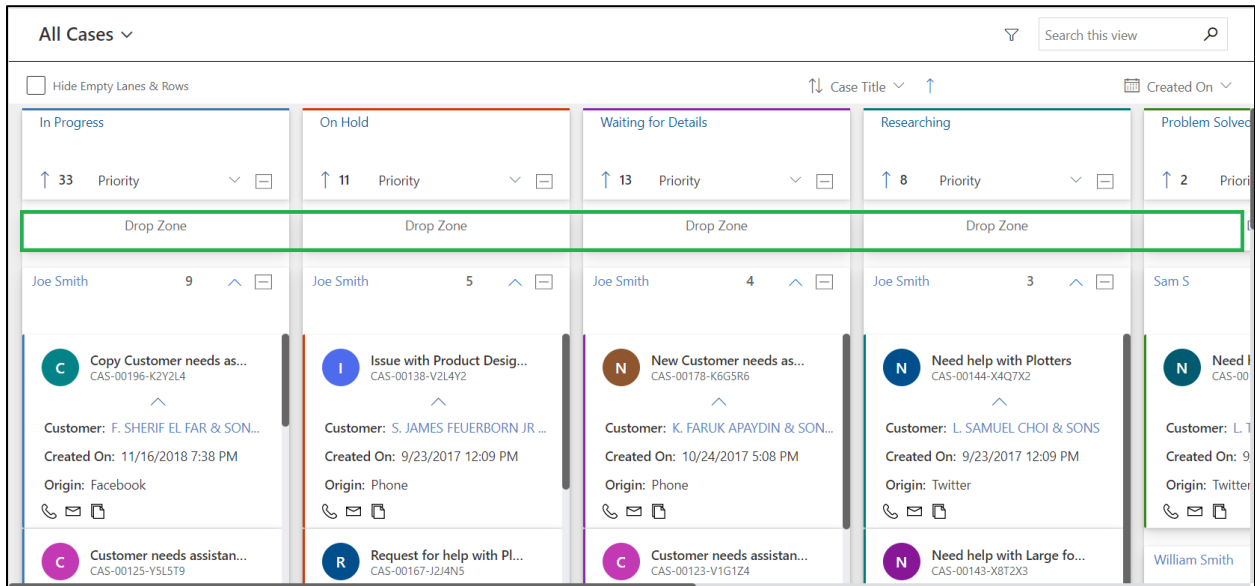 All Cases
Search this view
Hide Empty Lanes & Rows
Case Title
Created On
In Progress
On Hold
Waiting for Details
Researching
Problem Solved
33 Priority
11 Priority
13 Priority
8 Priority
2 Priori
Drop Zone
Drop Zone
Drop Zone
Drop Zone
Joe Smith 9
Joe Smith 5
Joe Smith 4
Joe Smith 3
Sam S
C
Copy Customer needs as...
CAS-00196-K2Y2L4
Customer: F. SHERIF EL FAR & SON...
Created On: 11/16/2018 7:38 PM
Origin: Facebook
I
Issue with Product Desig...
CAS-00138-V2L4Y2
Customer: S. JAMES FEUERBORN JR ...
Created On: 9/23/2017 12:09 PM
Origin: Phone
N
New Customer needs as...
CAS-00178-K6G5R6
Customer: K. FARUK APAYDIN & SON...
Created On: 10/24/2017 5:08 PM
Origin: Phone
N
Need help with Plotters
CAS-00144-X4Q7X2
Customer: L. SAMUEL CHOI & SONS
Created On: 9/23/2017 12:09 PM
Origin: Twitter
N
Need
CAS-00
Customer: L.
Created On: 9
Origin: Twitter
C
Customer needs assistan...
CAS-00125-Y5L5T9
R
Request for help with Pl...
CAS-00167-J2J4N5
C
Customer needs assistan...
CAS-00123-V1G1Z4
N
Need help with Large fo...
CAS-00143-X8T2X3
William Smith